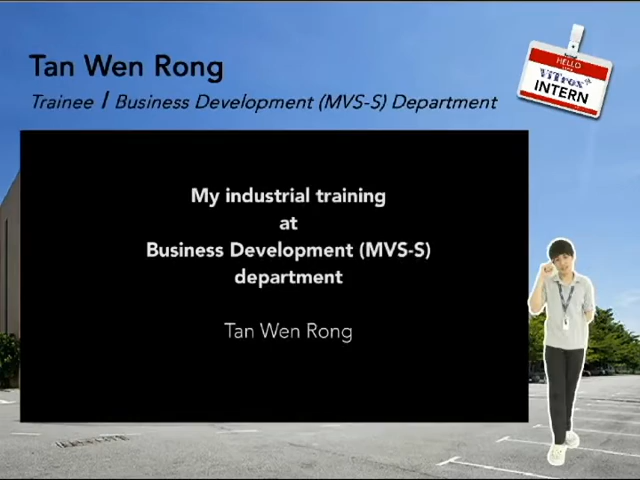 Tan Wen Rong
Trainee / Business Development (MVS-S) Department
HELLO
ViTrox
INTERN
My industrial training
at
Business Development (MVS-S)
department
Tan Wen Rong